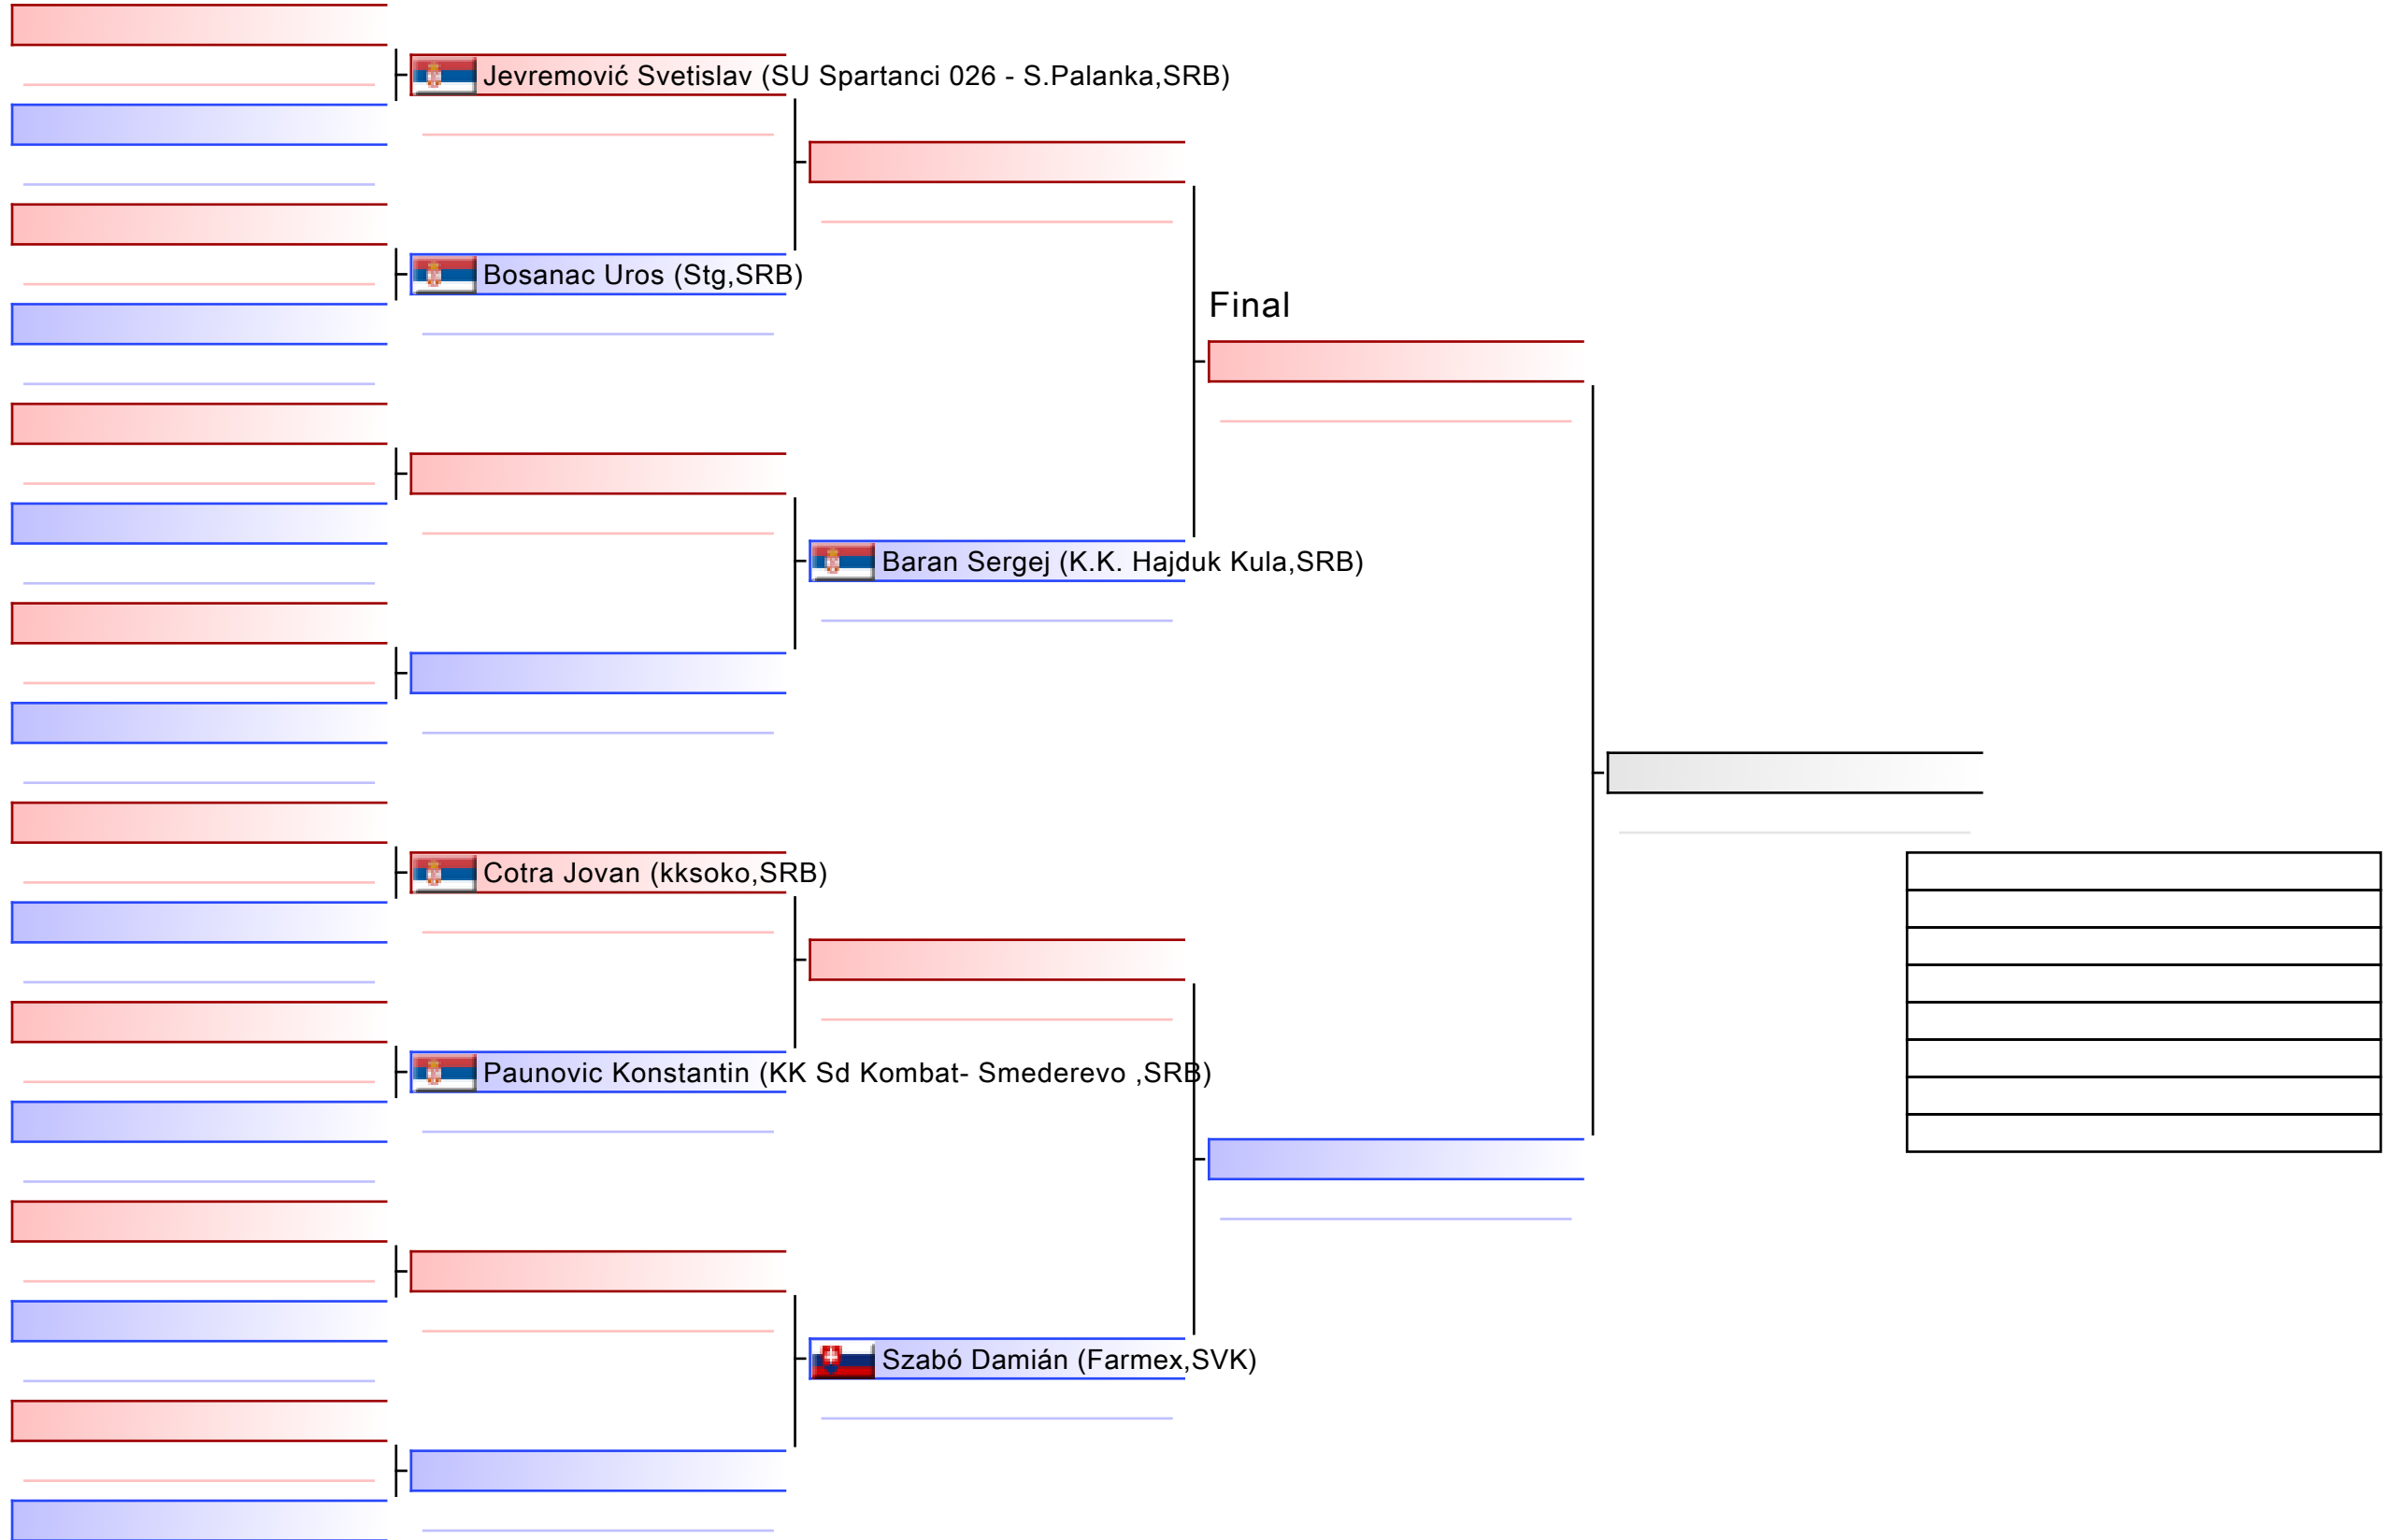 Jevremović Svetislav (SU Spartanci 026 - S.Palanka,SRB)
Bosanac Uros (Stg,SRB)
Final
Baran Sergej (K.K. Hajduk Kula,SRB)
Cotra Jovan (kksoko,SRB)
Paunovic Konstantin (KK Sd Kombat- Smederevo ,SRB)
Szabó Damián (Farmex,SVK)